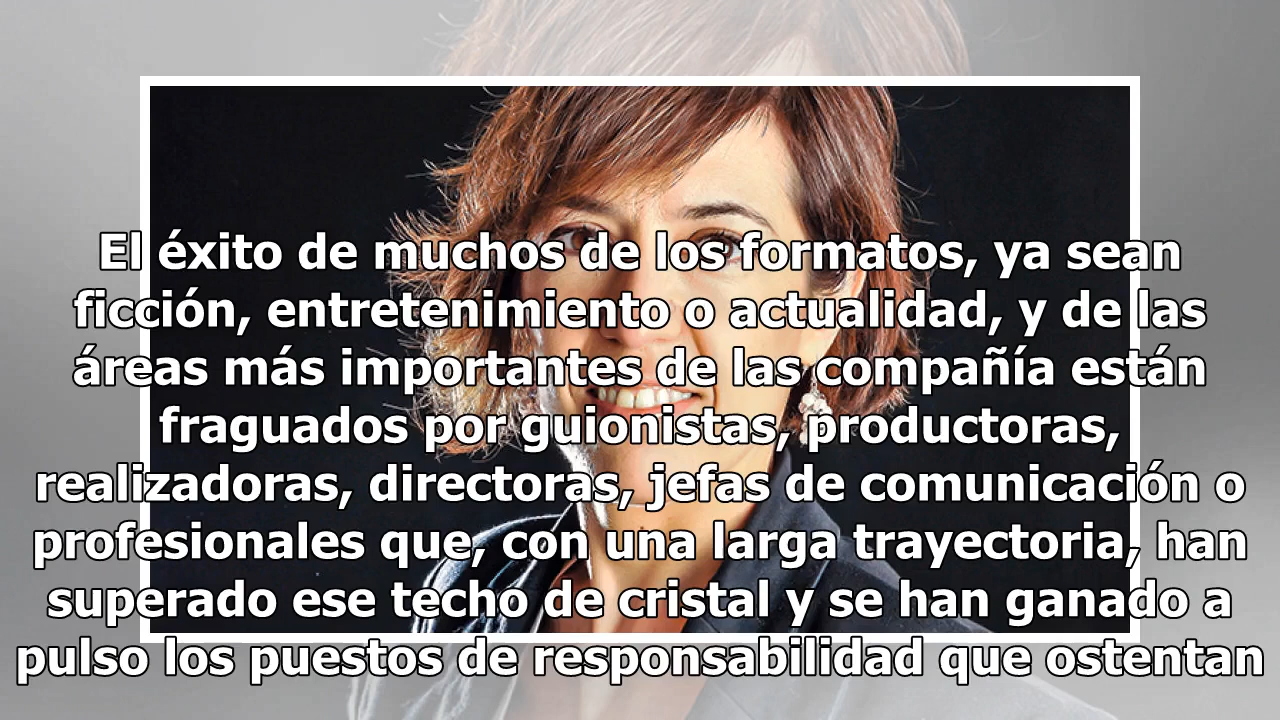 El éxito de muchos de los formatos, ya sean
ficción, entretenimiento o actualidad, y de las
áreas más importantes de las compañía están
fraguados por guionistas, productoras,
realizadoras, directoras, jefas de comunicación o
profesionales que, con una larga trayectoria, han
superado ese techo de cristal y se han ganado a
pulso los puestos de responsabilidad que ostentan